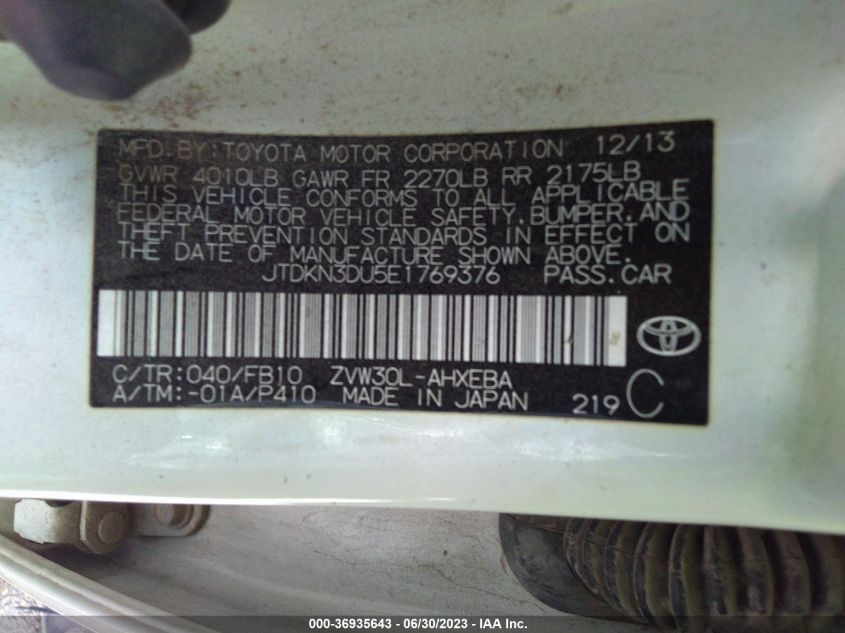 MFD.BY:TOYOTA MOTOR CORPORATION 12/13
GVWR 4010LB GAWR FR 2270LB RR 2175LB
THIS VEHICLE CONFORMS TO ALL APPLICABLE
FEDERAL MOTOR VEHICLE SAFETY,BUMPER,AND
THEFT PREVENTION STANDARDS IN EFFECT ON
THE DATE OF MANUFACTURE SHOWN ABOVE.
JTDKN3DU5E1769376 PASS.CAR
C/TR:040/FB10 ZVW30L-AHXEBA
A/TM:-01A/P410 MADE IN JAPAN 219 C
000-36935643 - 06/30/2023 - IAA Inc.